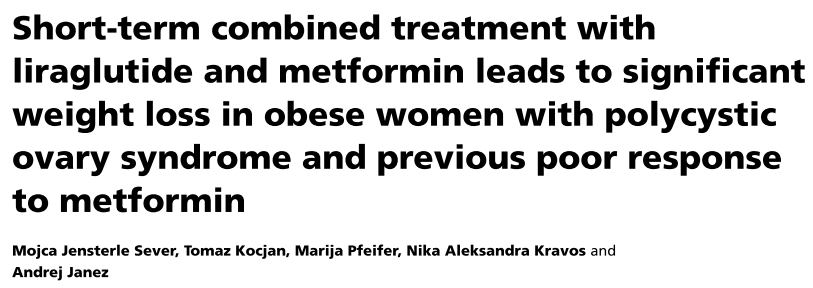 Short-term combined treatment with
liraglutide and metformin leads to significant
weight loss in obese women with polycystic
ovary syndrome and previous poor response
to metformin
Mojca Jensterle Sever, Tomaz Kocjan, Marija Pfeifer, Nika Aleksandra Kravos and
Andrej Janez